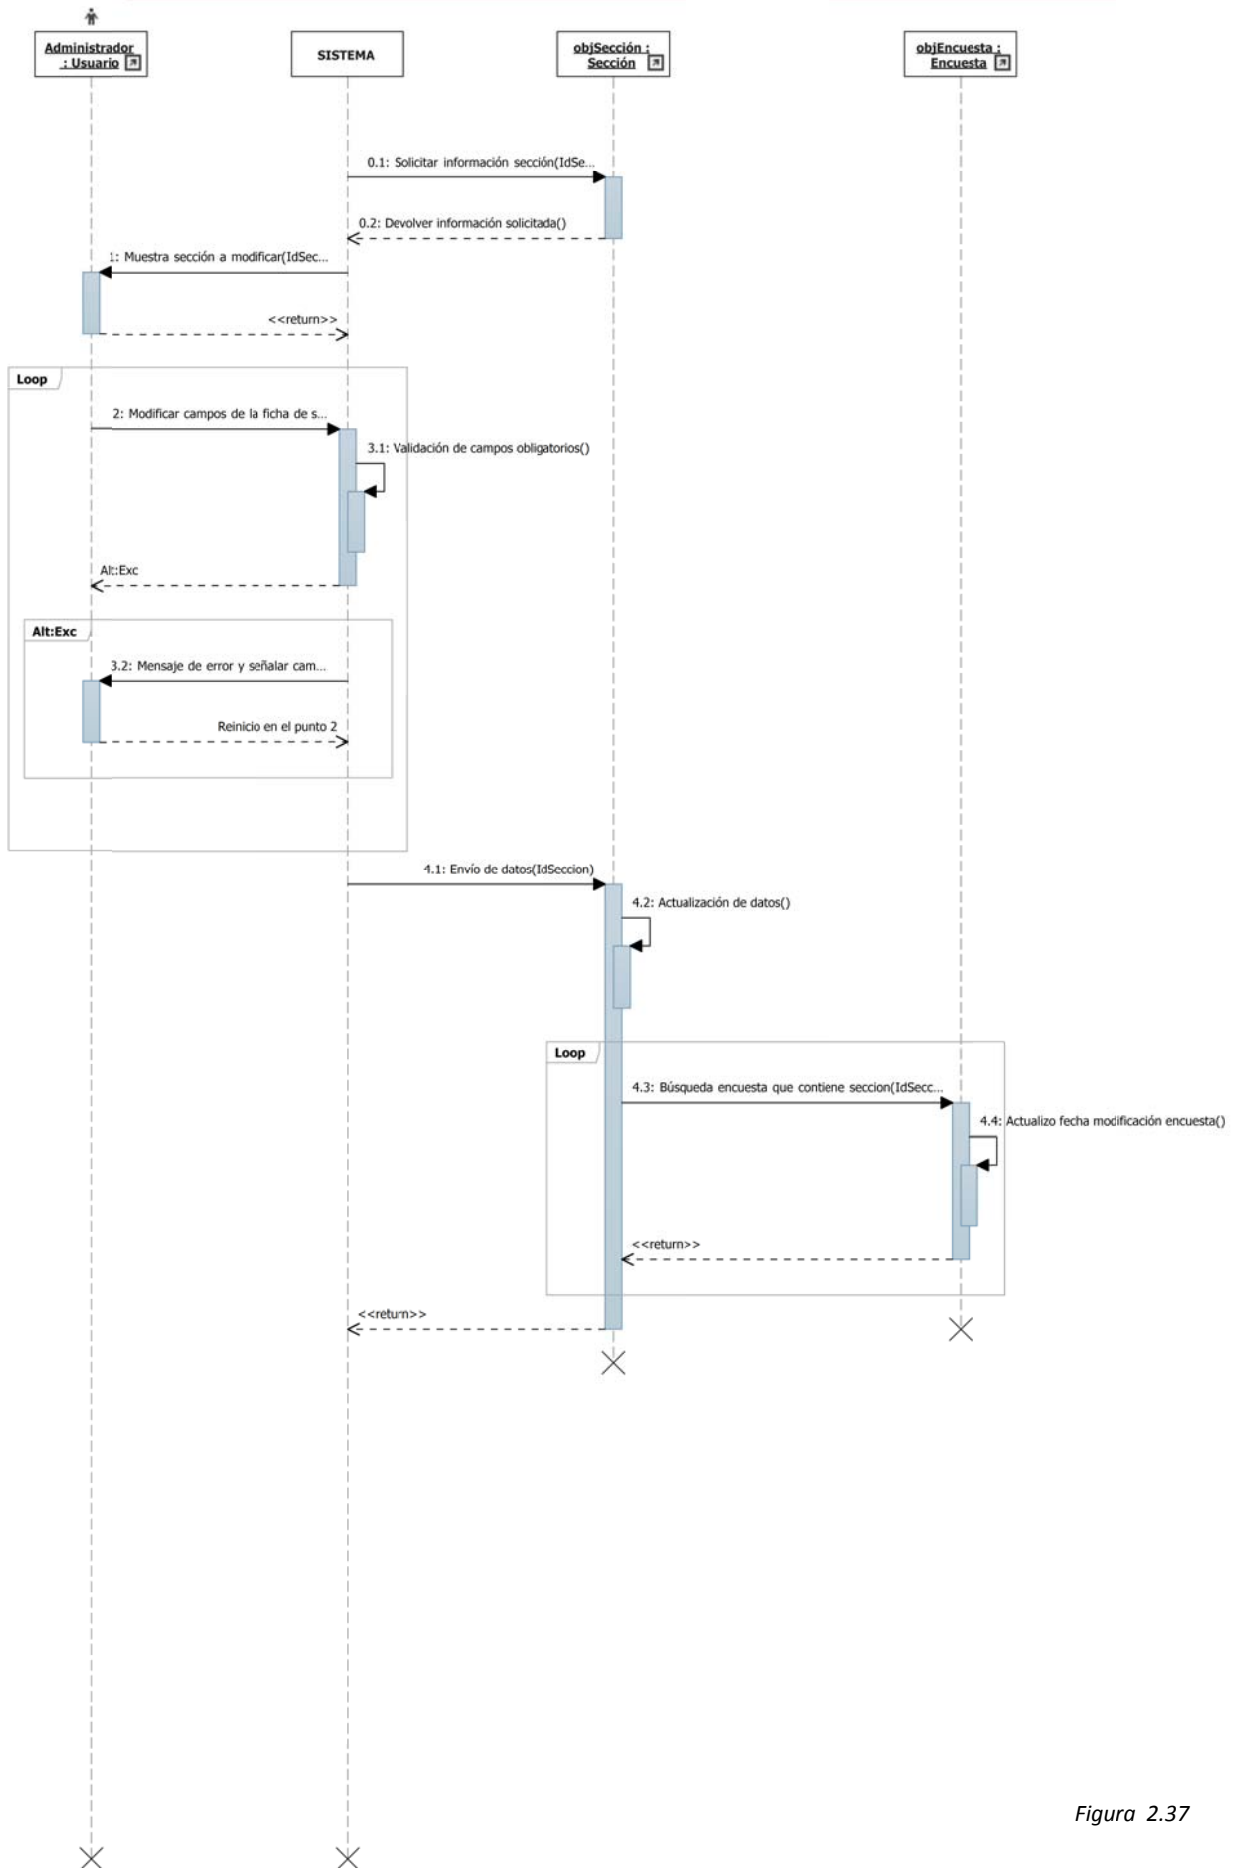 Administrador
: Usuario
SISTEMA
objSección :
Sección
objEncuesta :
Encuesta
0.1: Solicitar información sección(IdSe...
0.2: Devolver información solicitada()
1: Muestra sección a modificar(IdSec...
<<return>>
Loop
2: Modificar campos de la ficha de s...
3.1: Validación de campos obligatorios()
Alt:Exc
Alt:Exc
3.2: Mensaje de error y señalar cam...
Reinicio en el punto 2
4.1: Envío de datos(IdSeccion)
4.2: Actualización de datos()
Loop
4.3: Búsqueda encuesta que contiene seccion(IdSecc...
4.4: Actualizo fecha modificación encuesta()
<<return>>
<<return>>
Figura 2.37